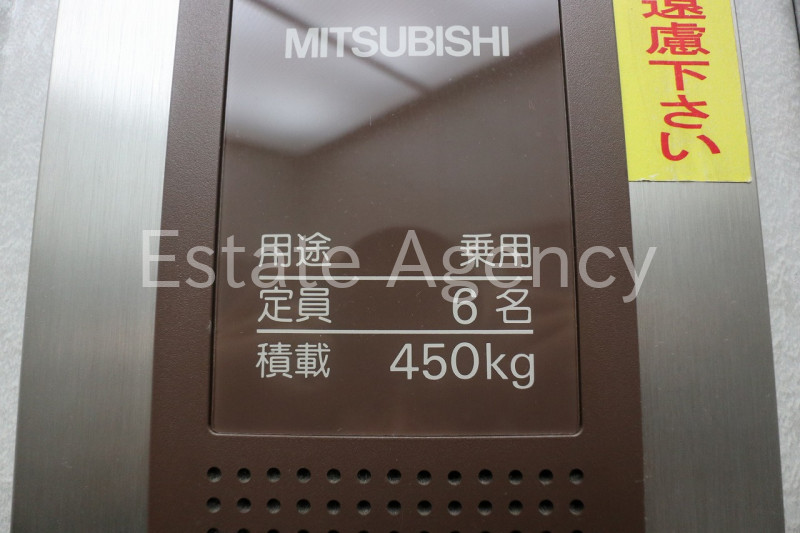 MITSUBISHI
遠慮下さい
用途 乗用
Estate Agency
定員 6名
積載 450kg